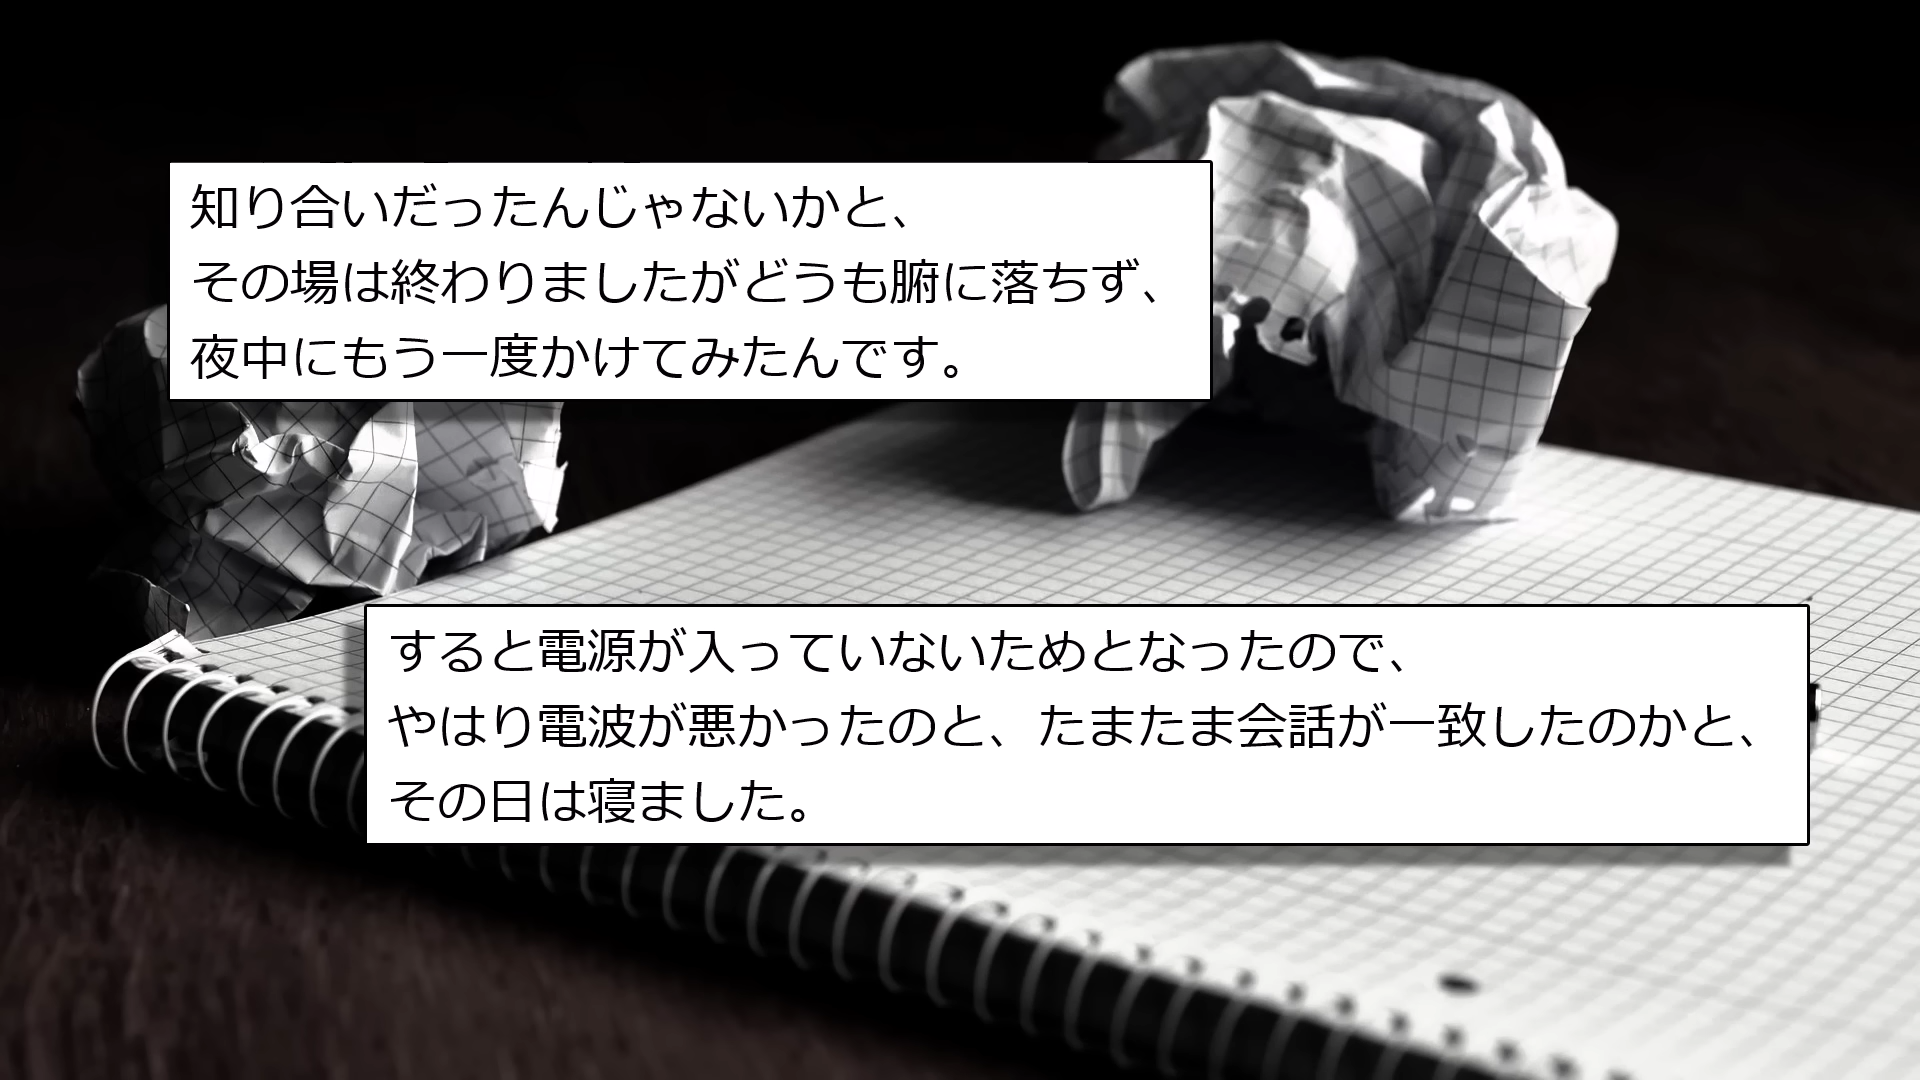 知り合いだったんじゃないかと、
その場は終わりましたがどうも腑に落ちず、
夜中にもう一度かけてみたんです。
すると電源が入っていないためとなったので、
やはり電波が悪かったのと、たまたま会話が一致したのかと、
その日は寝ました。